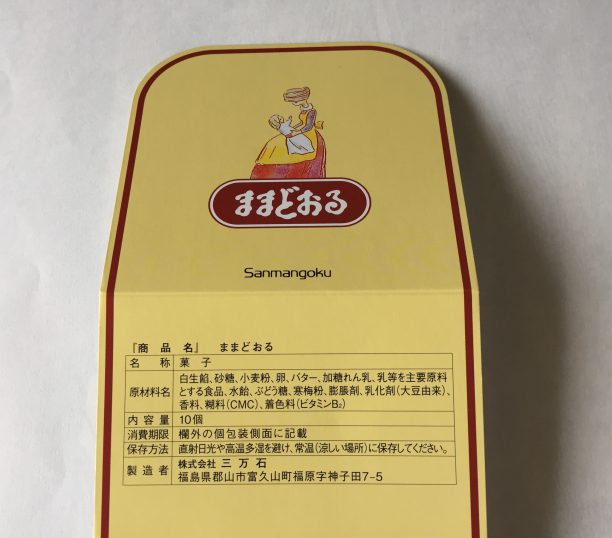 ままどおる
Sanmangoku
『商品名』 ままどおる
名称 菓子
原材料名 白生餡、砂糖、小麦粉、卵、バター、加糖れん乳、乳等を主要原料
とする食品、水飴、ぶどう糖、寒梅粉、膨脹剤、乳化剤(大豆由来)、
香料、糊料(CMC)、着色料(ビタミンB₂)
内容量 10個
消費期限 欄外の個包装側面に記載
保存方法 直射日光や高温多湿を避け、常温(涼しい場所)に保存してください。
製造者 株式会社 三万石
福島県郡山市富久山町福原字神子田7-5